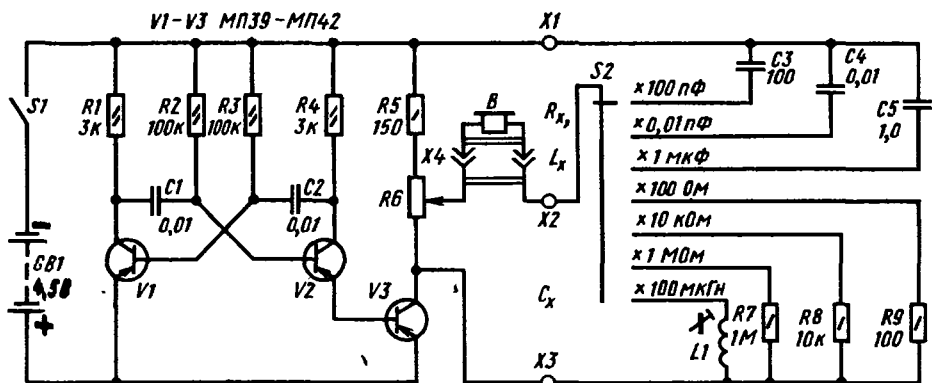 V1-V3 МП39-МП42
X1
S1
R1
3к
R2
100к
R3
100к
R4
3к
R5
150
B
X4
R6
C1
0,01
C2
0,01
V1
V2
V3
GB1
4,5В
X2
X3
Rx,
Lx
Cx
S2
×100 пФ
×0,01 пФ
×1 мкФ
×100 Ом
×10 кОм
×1 МОм
×100 мкГн
C3
100
C4
0,01
C5
1,0
L1
R7
1М
R8
10к
R9
100